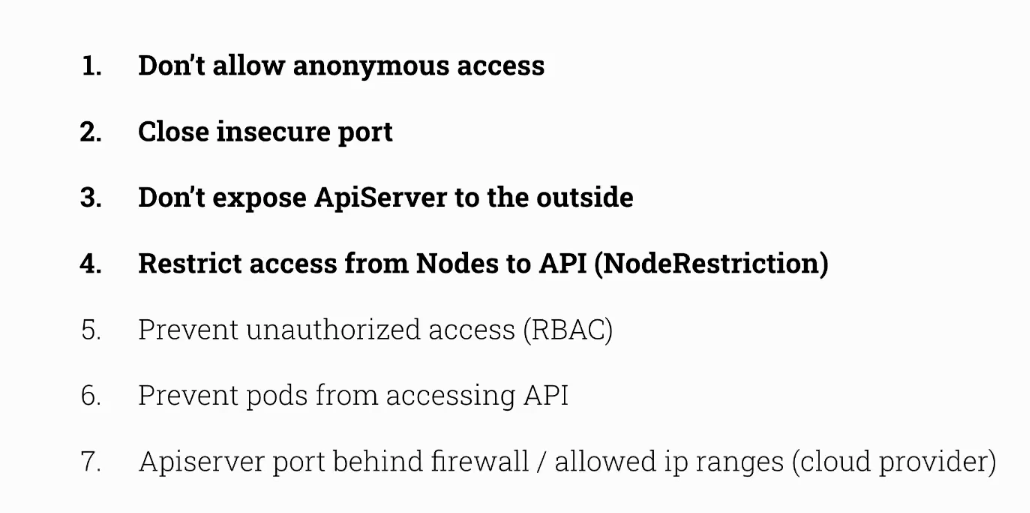 1. Don't allow anonymous access
2. Close insecure port
3. Don't expose ApiServer to the outside
4. Restrict access from Nodes to API (NodeRestriction)
5. Prevent unauthorized access (RBAC)
6. Prevent pods from accessing API
7. Apiserver port behind firewall / allowed ip ranges (cloud provider)